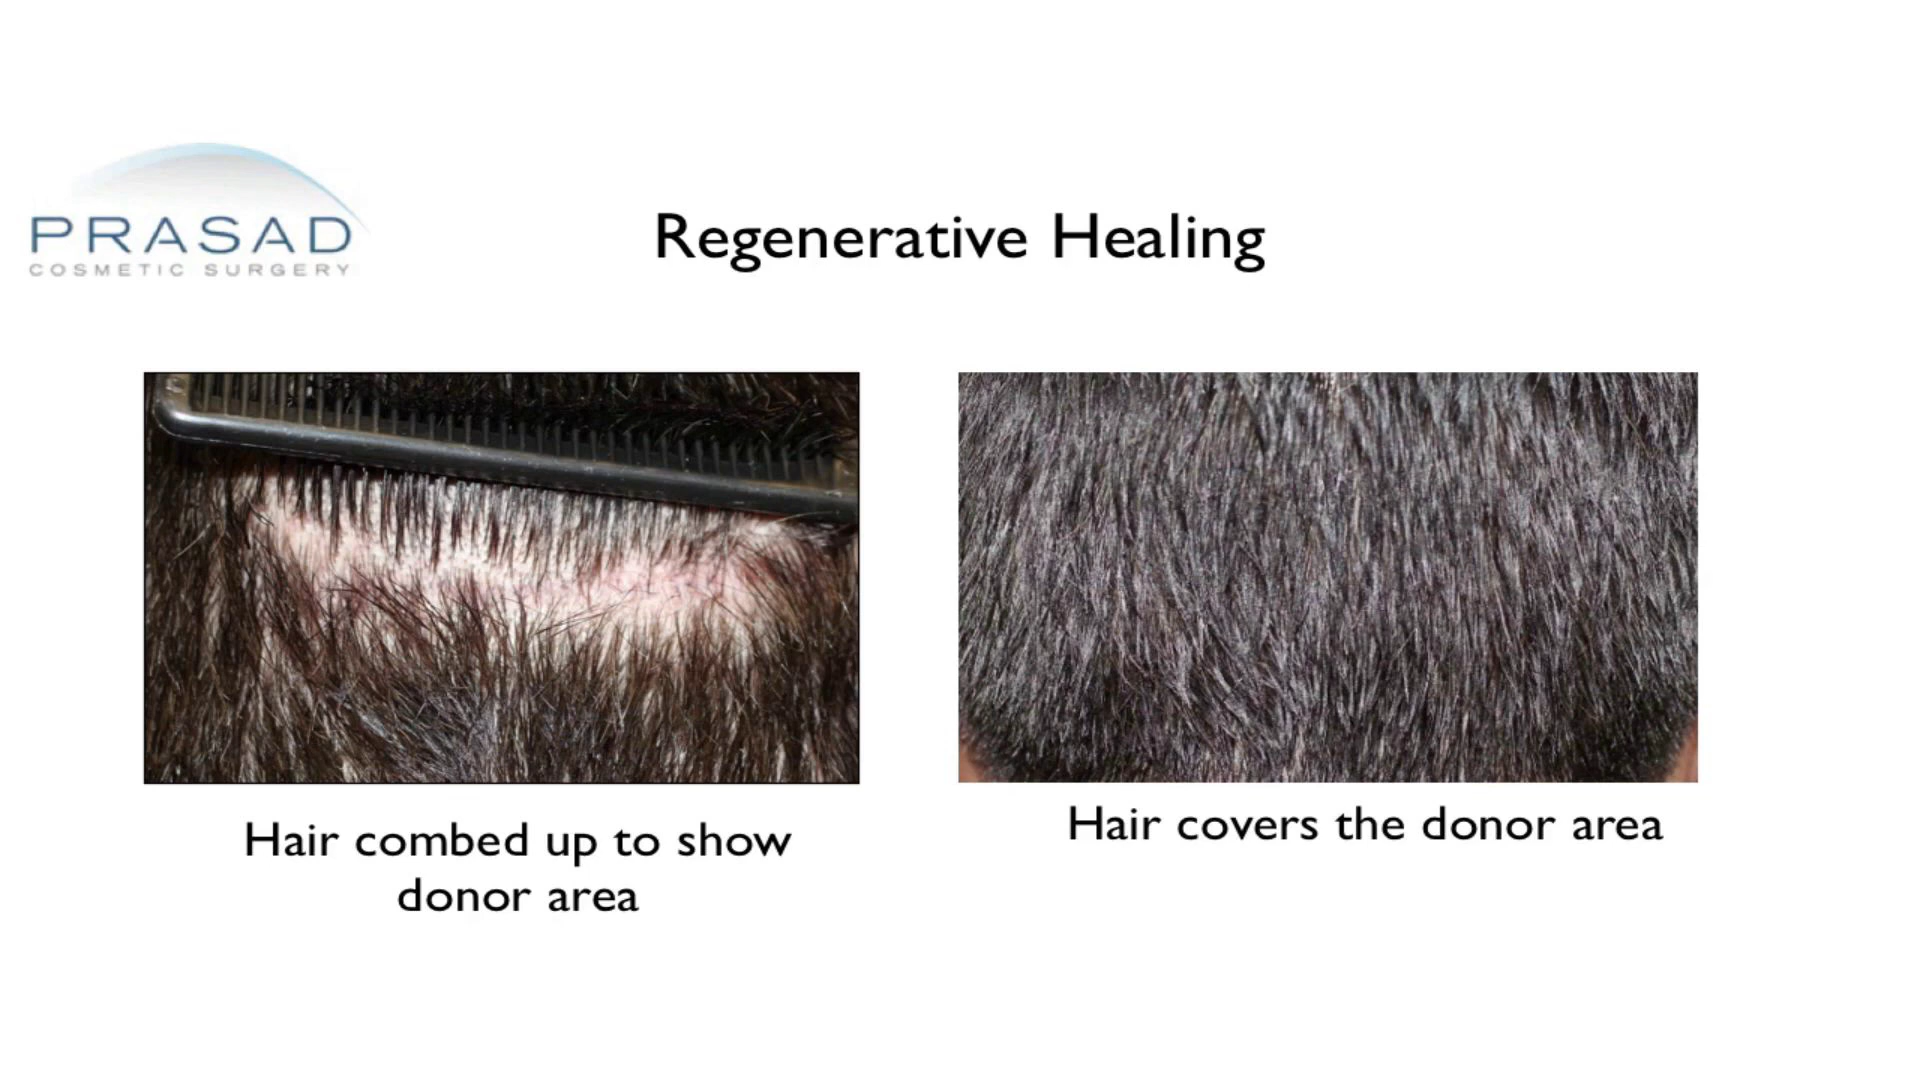 PRASAD
COSMETIC SURGERY
Regenerative Healing
Hair combed up to show
donor area
Hair covers the donor area